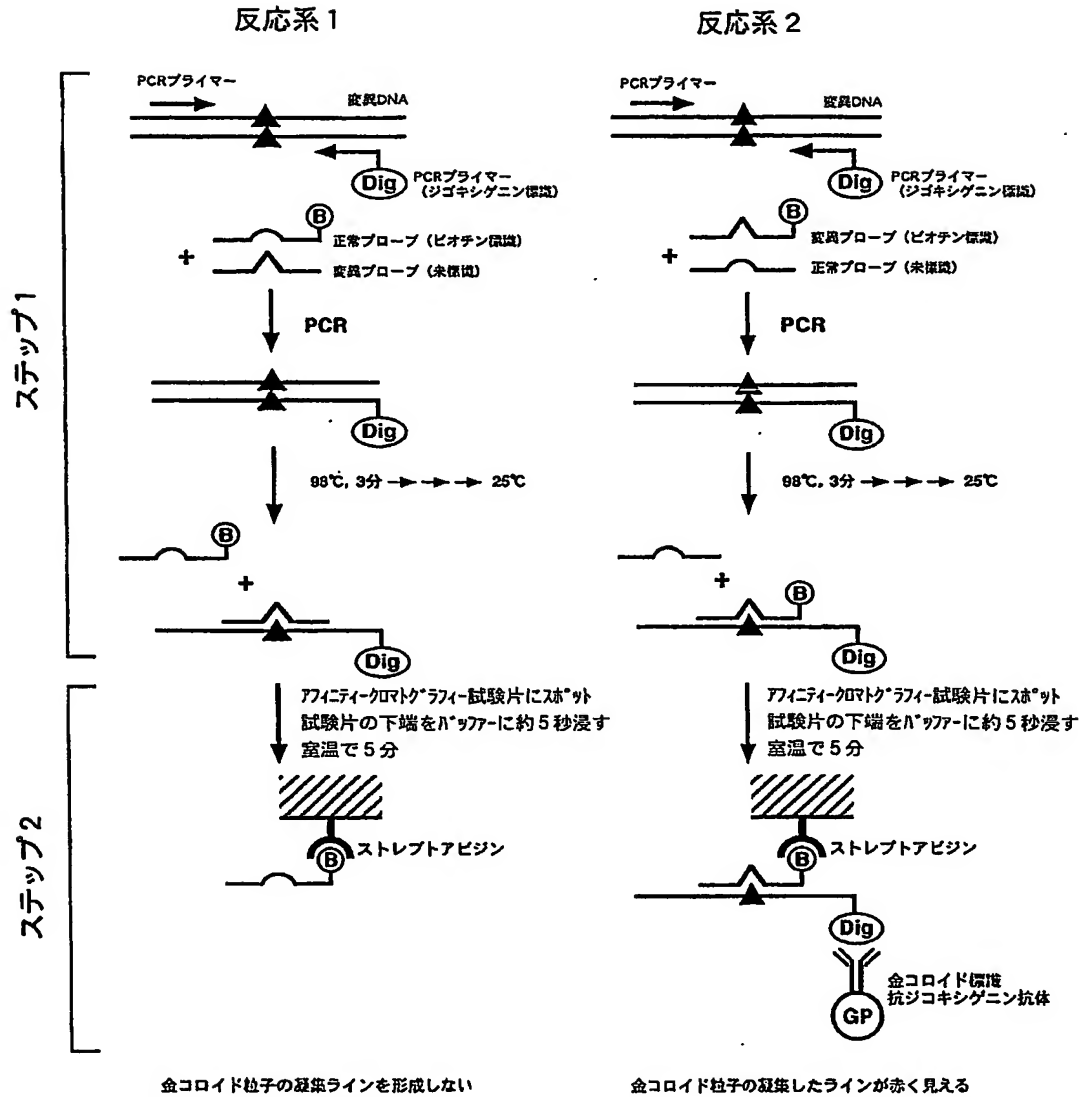 反応系1
反応系2
ステップ1
PCRプライマー
変異DNA
Dig
PCRプライマー
(ジゴキシゲニン標識)
B
正常プローブ(ビオチン標識)
+
変異プローブ(未標識)
PCR
Dig
98℃, 3分
25℃
B
+
Dig
PCRプライマー
変異DNA
Dig
PCRプライマー
(ジゴキシゲニン標識)
B
変異プローブ(ビオチン標識)
+
正常プローブ(未標識)
PCR
Dig
98℃, 3分
25℃
+
B
Dig
ステップ2
アフィニティークロマトグラフィー試験片にスポット
試験片の下端をバッファーに約5秒浸す
室温で5分
ストレプトアビジン
B
アフィニティークロマトグラフィー試験片にスポット
試験片の下端をバッファーに約5秒浸す
室温で5分
ストレプトアビジン
B
Dig
金コロイド標識
抗ジコキシゲニン抗体
GP
金コロイド粒子の凝集ラインを形成しない
金コロイド粒子の凝集したラインが赤く見える